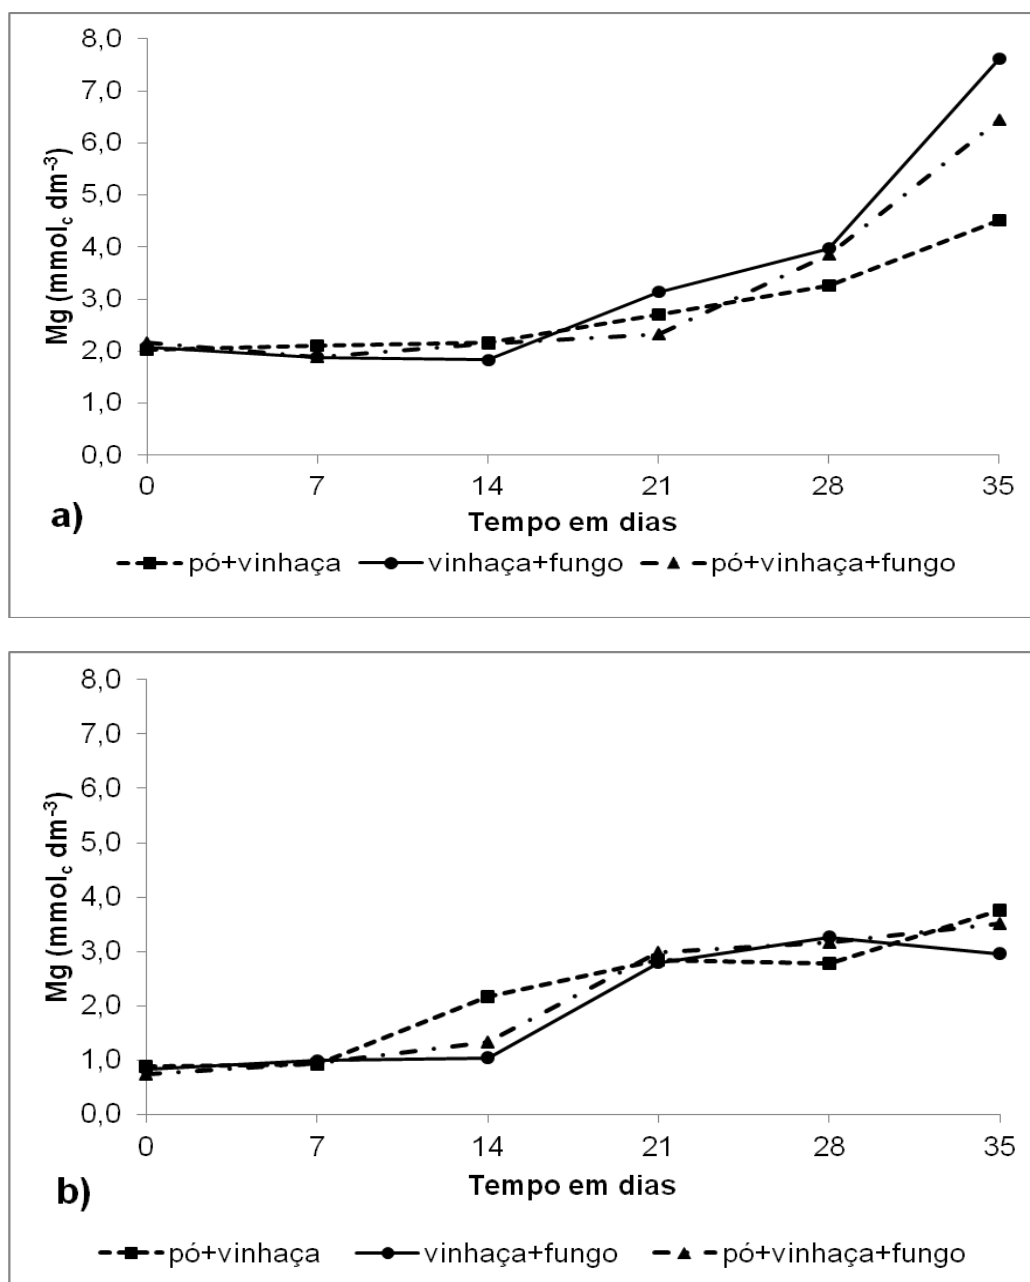 8,0
7,0
6,0
5,0
4,0
3,0
2,0
1,0
0,0
Mg (mmolc dm-3)
0 7 14 21 28 35
a)
Tempo em dias
pó+vinhaça vinhaça+fungo pó+vinhaça+fungo
8,0
7,0
6,0
5,0
4,0
3,0
2,0
1,0
0,0
Mg (mmolc dm-3)
0 7 14 21 28 35
Tempo em dias
b)
pó+vinhaça vinhaça+fungo pó+vinhaça+fungo